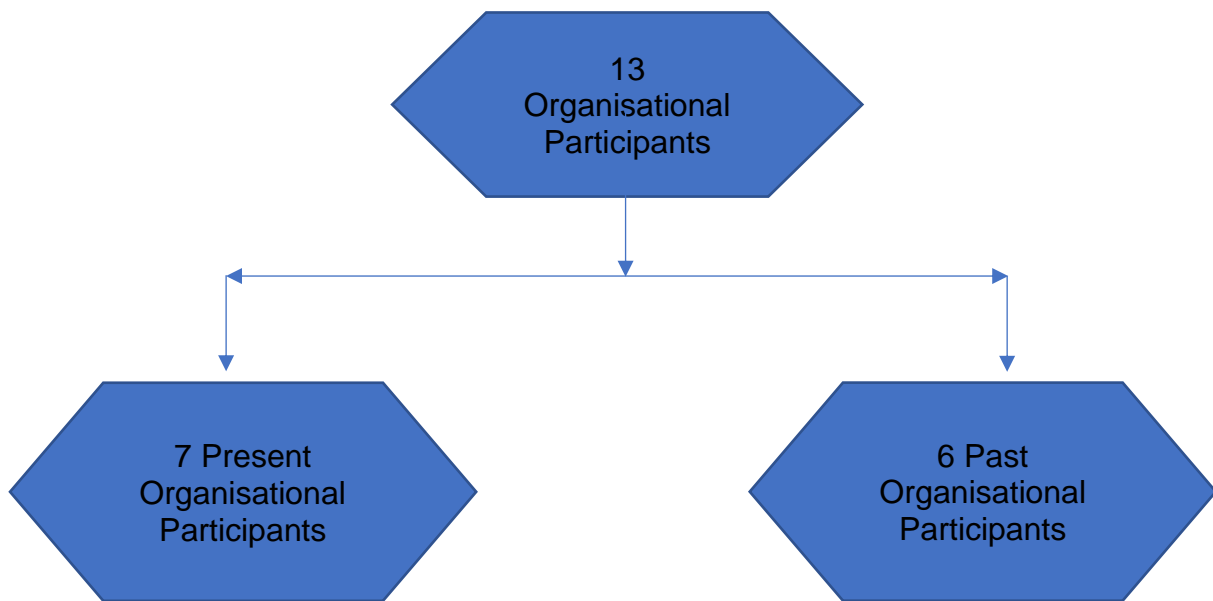 13
Organisational
Participants
7 Present
Organisational
Participants
6 Past
Organisational
Participants